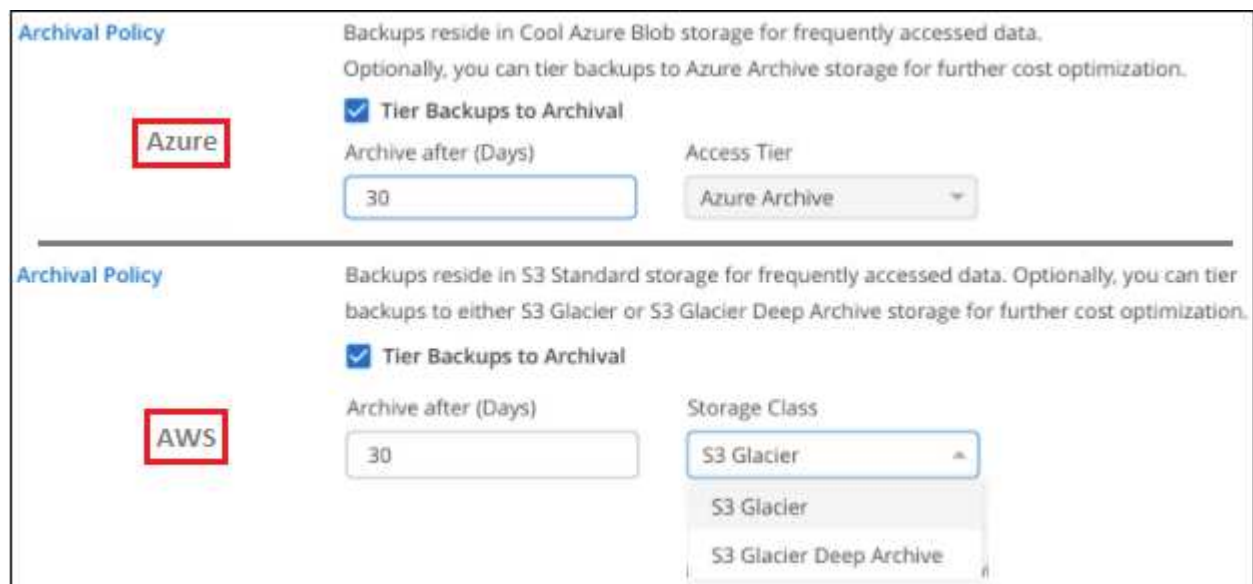 Archival Policy
Backups reside in Cool Azure Blob storage for frequently accessed data.
Optionally, you can tier backups to Azure Archive storage for further cost optimization.
Tier Backups to Archival
Azure
Archive after (Days)
Access Tier
30
Azure Archive
Archival Policy
Backups reside in S3 Standard storage for frequently accessed data. Optionally, you can tier
backups to either S3 Glacier or S3 Glacier Deep Archive storage for further cost optimization.
Tier Backups to Archival
AWS
Archive after (Days)
Storage Class
30
S3 Glacier
S3 Glacier
S3 Glacier Deep Archive